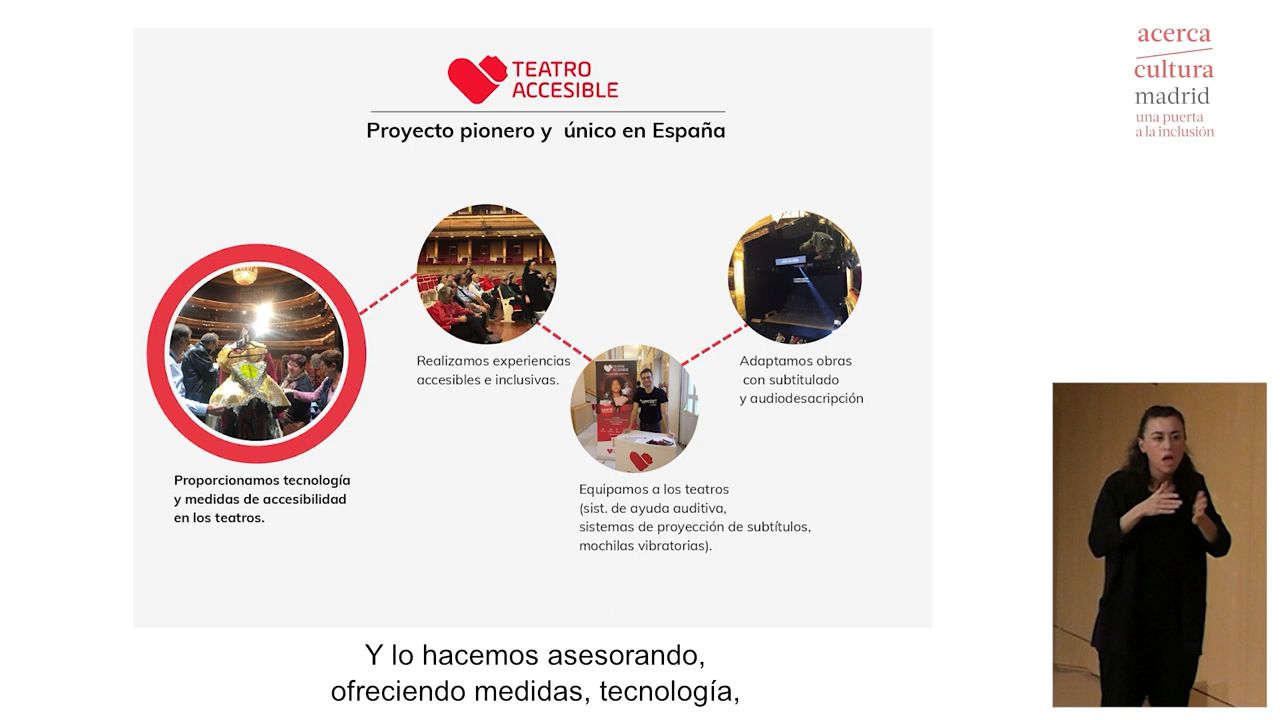 TEATRO
ACCESIBLE
Proyecto pionero y único en España
acerca
cultura
madrid
una puerta
a la inclusión
Realizamos experiencias
accesibles e inclusivas.
Adaptamos obras
con subtitulado
y audiodesacripción
Proporcionamos tecnología
y medidas de accesibilidad
en los teatros.
Equipamos a los teatros
(sist. de ayuda auditiva,
sistemas de proyección de subtítulos,
mochilas vibratorias).
Y lo hacemos asesorando,
ofreciendo medidas, tecnología,